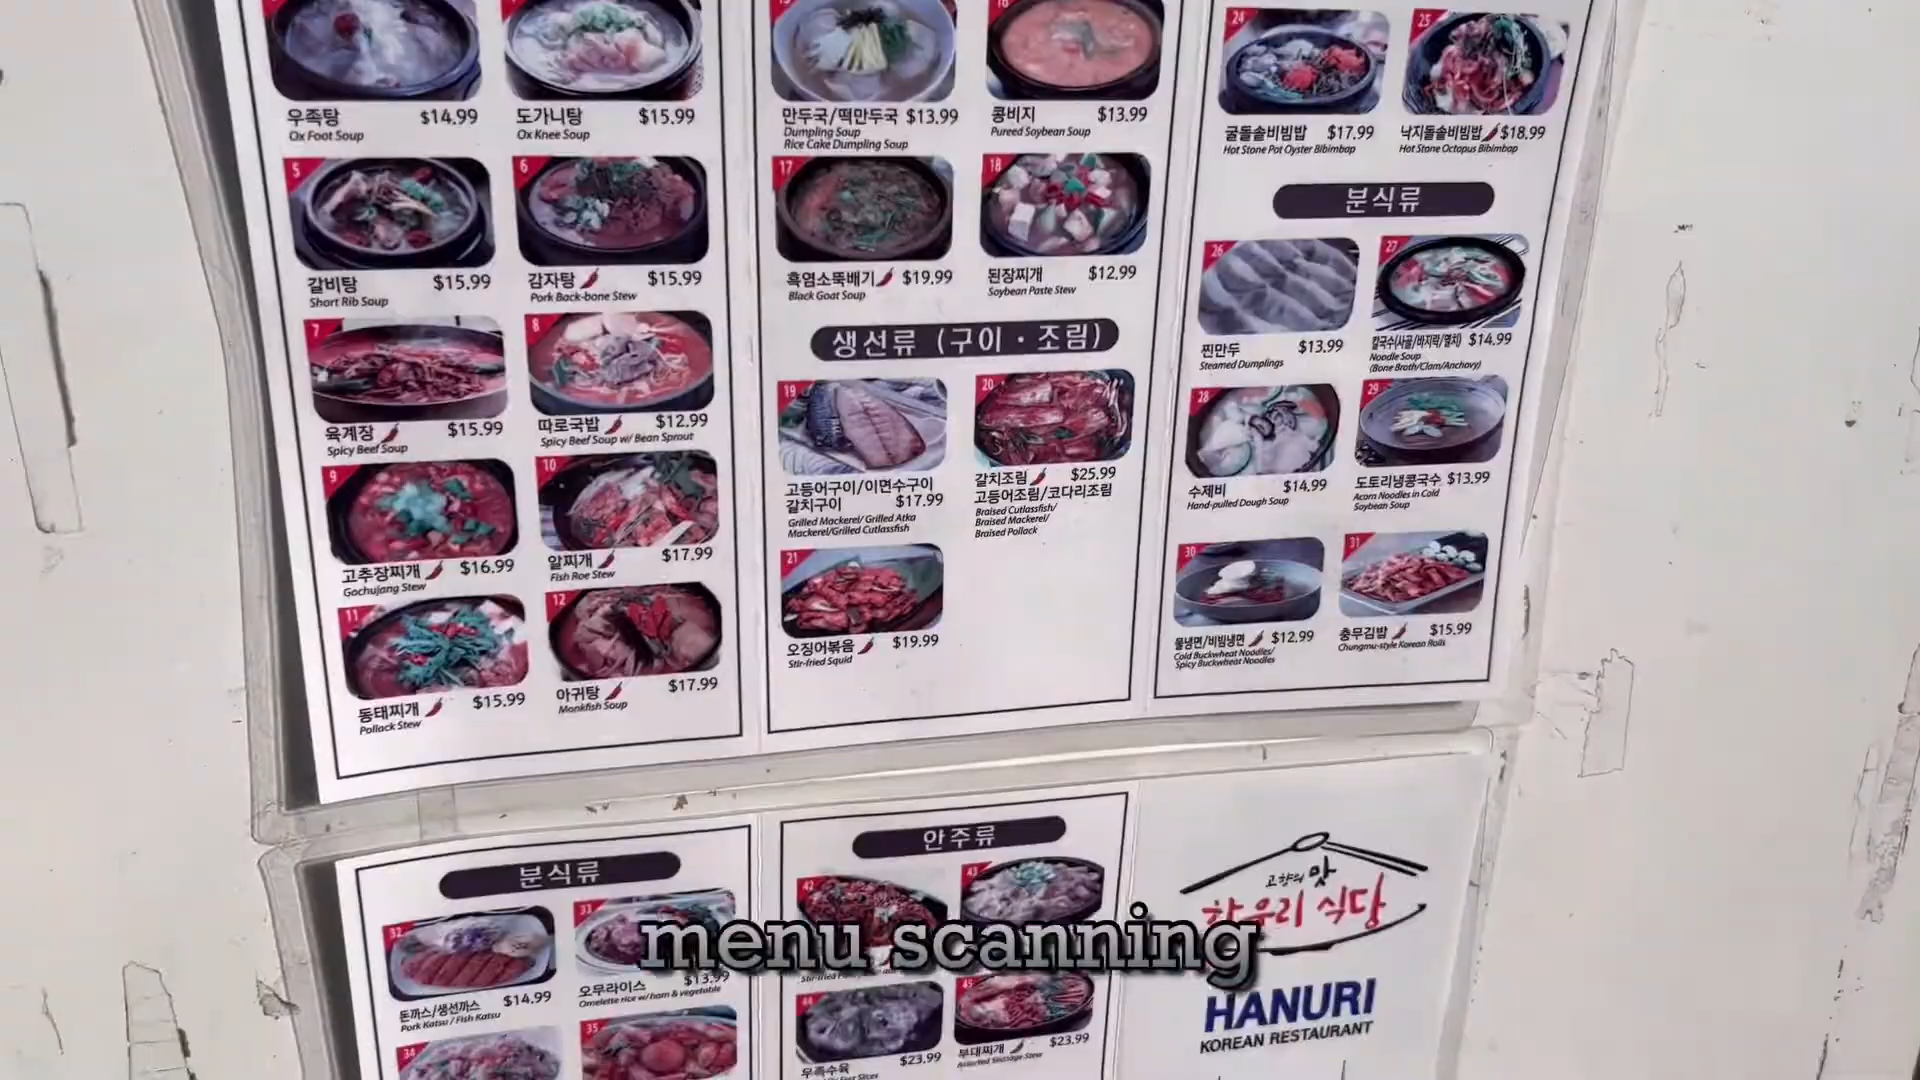 우족탕 $14.99
Ox Foot Soup
도가니탕 $15.99
Ox Knee Soup
5
갈비탕 $15.99
Short Rib Soup
6
감자탕 $15.99
Pork Back-bone Stew
7
육계장 $15.99
Spicy Beef Soup
8
따로국밥 $12.99
Spicy Beef Soup w/ Bean Sprout
9
고추장찌개 $16.99
Gochujang Stew
10
알찌개 $17.99
Fish Roe Stew
11
동태찌개 $15.99
Pollack Stew
12
아귀탕 $17.99
Monkfish Soup
만두국/떡만두국 $13.99
Dumpling Soup
Rice Cake Dumpling Soup
16
콩비지 $13.99
Pureed Soybean Soup
17
흑염소뚝배기 $19.99
Black Goat Soup
18
된장찌개 $12.99
Soybean Paste Stew
생선류 (구이 · 조림)
19
고등어구이/이면수구이
갈치구이 $17.99
Grilled Mackerel/ Grilled Atka
Mackerel/Grilled Cutlassfish
20
갈치조림 $25.99
고등어조림/코다리조림
Braised Cutlassfish/
Braised Mackerel/
Braised Pollack
21
오징어볶음 $19.99
Stir-fried Squid
24
굴돌솥비빔밥 $17.99
Hot Stone Pot Oyster Bibimbap
25
낙지돌솥비빔밥 $18.99
Hot Stone Octopus Bibimbap
분식류
26
찐만두 $13.99
Steamed Dumplings
27
칼국수(사골/바지락/멸치) $14.99
Noodle Soup
(Bone Broth/Clam/Anchovy)
28
수제비 $14.99
Hand-pulled Dough Soup
29
도토리냉콩국수 $13.99
Acorn Noodles in Cold
Soybean Soup
30
물냉면/비빔냉면 $12.99
Cold Buckwheat Noodles/
Spicy Buckwheat Noodles
31
충무김밥 $15.99
Chungmu-style Korean Rolls
분식류
32
돈까스/생선까스 $14.99
Pork Katsu / Fish Katsu
33
오무라이스 $13.99
Omelette rice w/ ham & vegetable
34
35
안주류
42
Stir-fried
43
44
우족수육 $23.99
Slices
45
부대찌개 $23.99
Assorted Sausage Stew
고향의 맛
한우리 식당
HANURI
KOREAN RESTAURANT
menu scanning